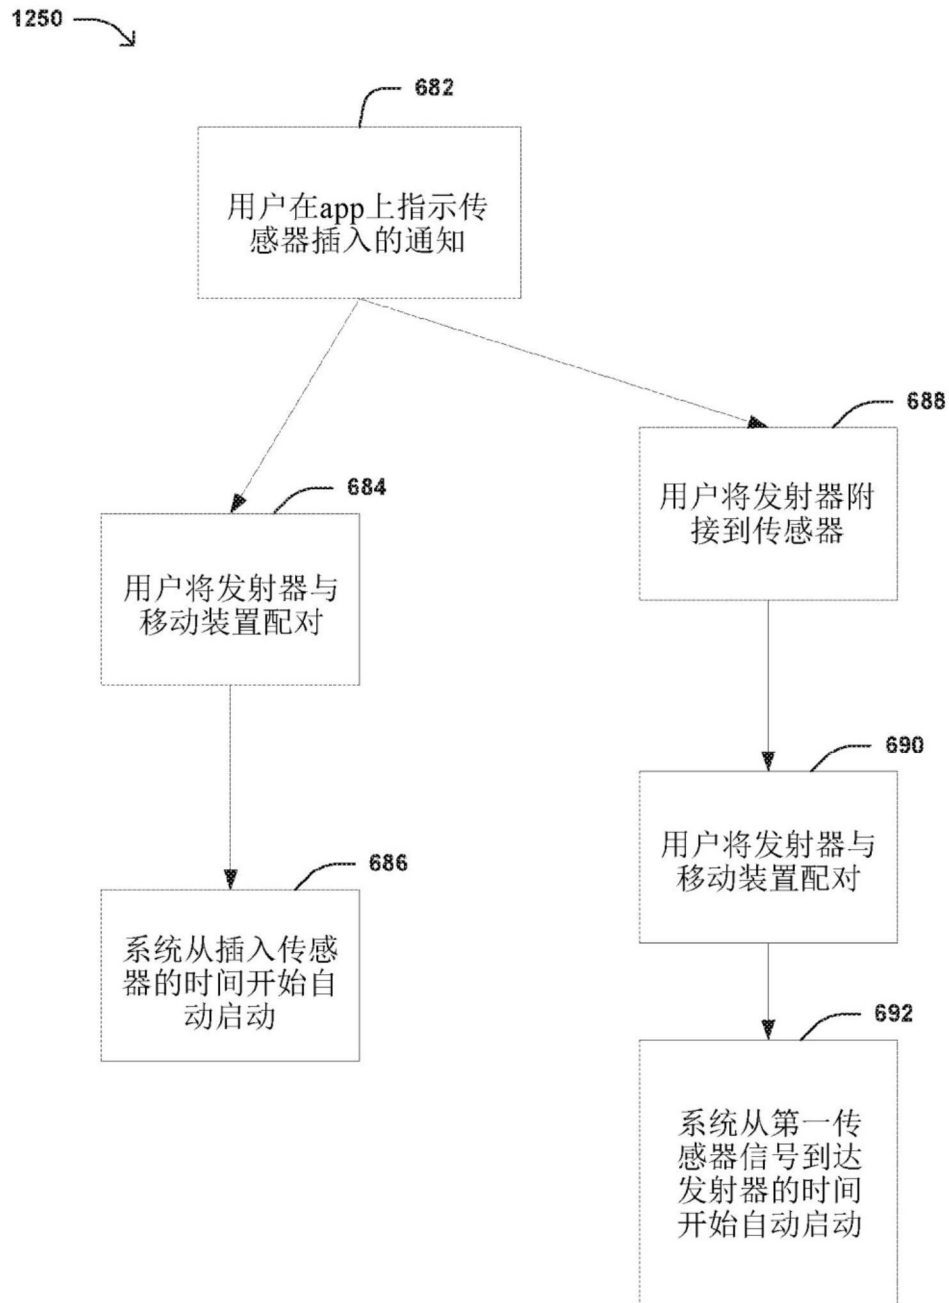 1250
682
用户在app上指示传
感器插入的通知
688
用户将发射器附
接到传感器
684
用户将发射器与
移动装置配对
690
用户将发射器与
移动装置配对
686
系统从插入传感
器的时间开始自
动启动
692
系统从第一传
感器信号到达
发射器的时间
开始自动启动